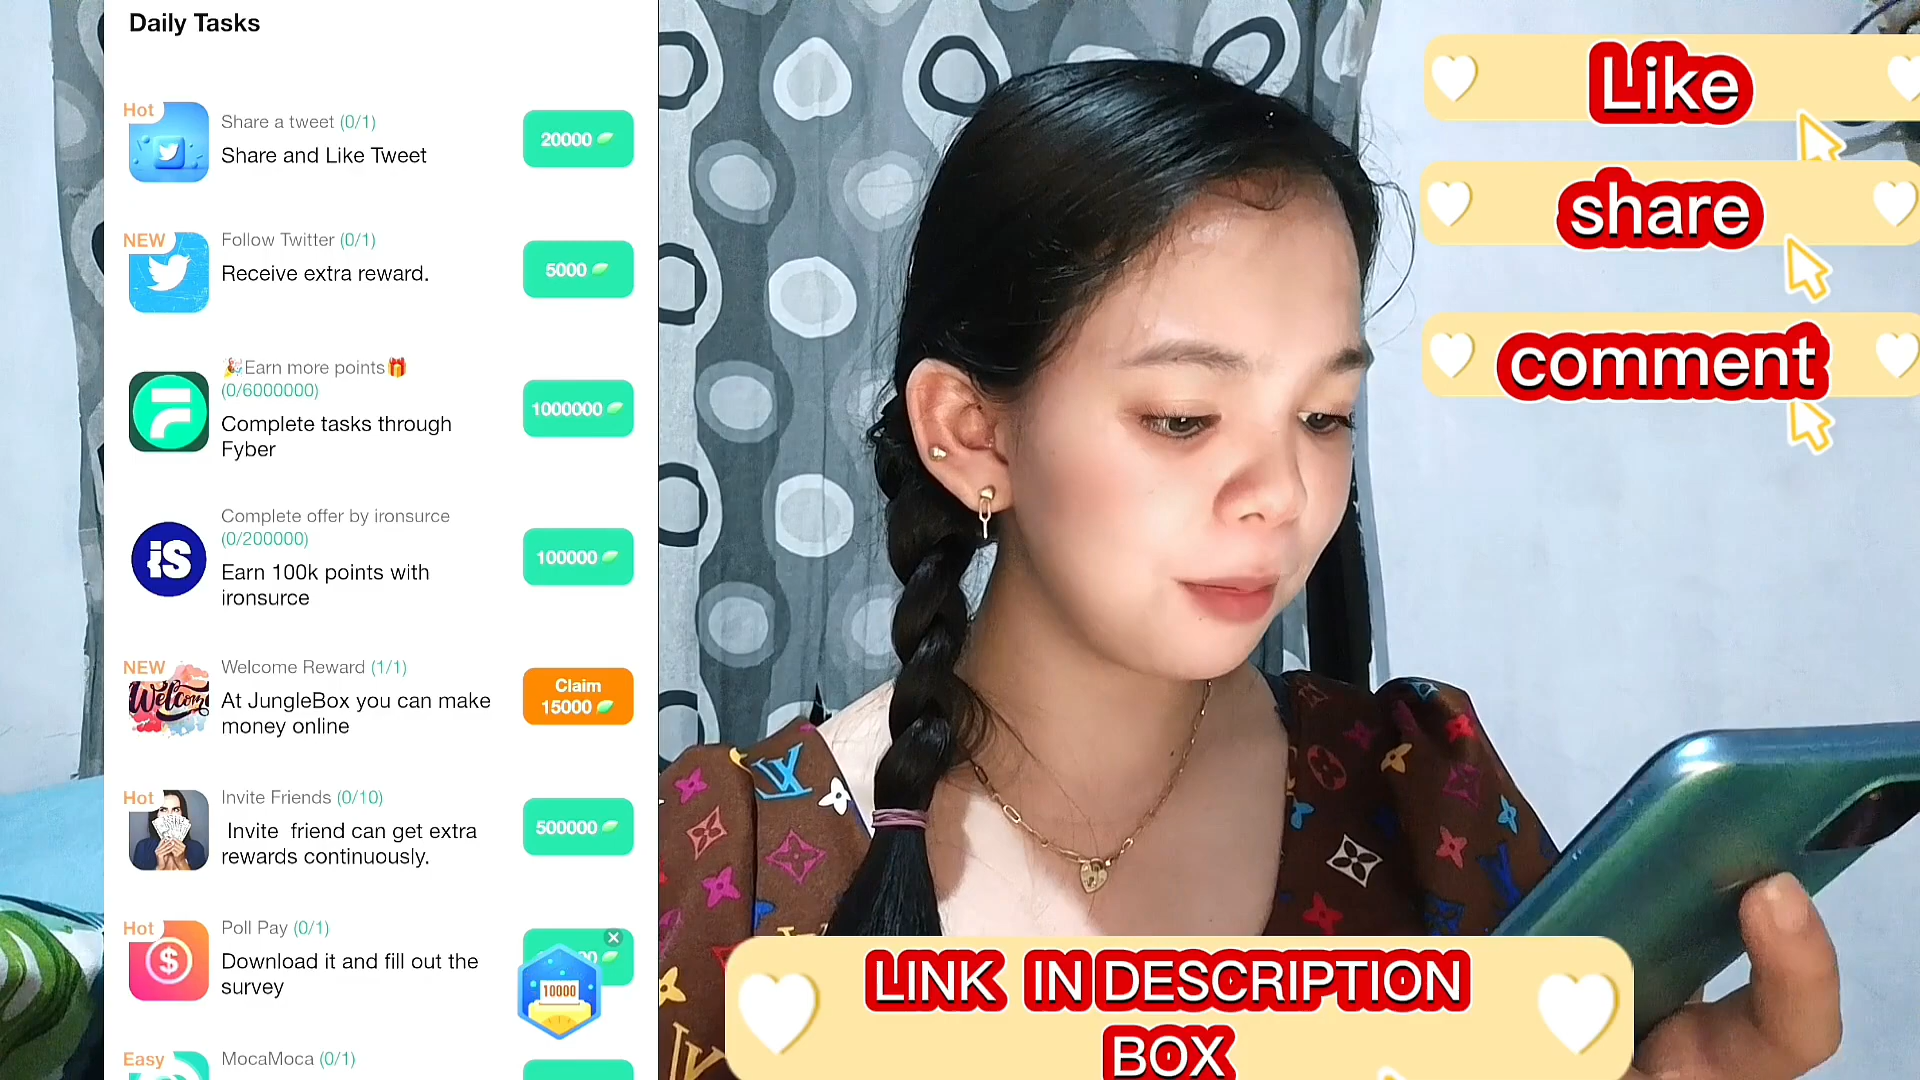 Daily Tasks
Hot
Share a tweet (0/1)
Share and Like Tweet
20000
NEW
Follow Twitter (0/1)
Receive extra reward.
5000
🎉Earn more points🎁
(0/6000000)
Complete tasks through
Fyber
1000000
Complete offer by ironsurce
(0/200000)
iS
Earn 100k points with
ironsurce
100000
NEW
Welcome Reward (1/1)
Welcome
At JungleBox you can make
money online
Claim
15000
Hot
Invite Friends (0/10)
Invite friend can get extra
rewards continuously.
500000
Hot
Poll Pay (0/1)
$
Download it and fill out the
survey
10000
Easy
MocaMoca (0/1)
Like
share
comment
LINK IN DESCRIPTION
BOX